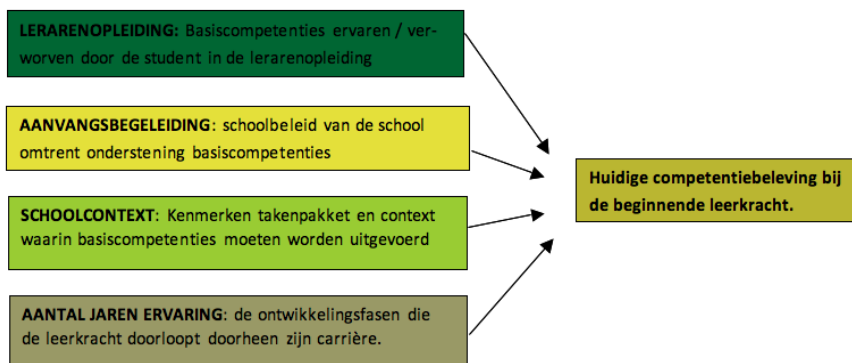 LERARENOPLEIDING: Basiscompetenties ervaren / ver-
worven door de student in de lerarenopleiding
AANVANGSBEGELEIDING: schoolbeleid van de school
omtrent onderstening basiscompetenties
SCHOOLCONTEXT: Kenmerken takenpakket en context
waarin basiscompetenties moeten worden uitgevoerd
AANTAL JAREN ERVARING: de ontwikkelingsfasen die
de leerkracht doorloopt doorheen zijn carrière.
Huidige competentiebeleving bij
de beginnende leerkracht.